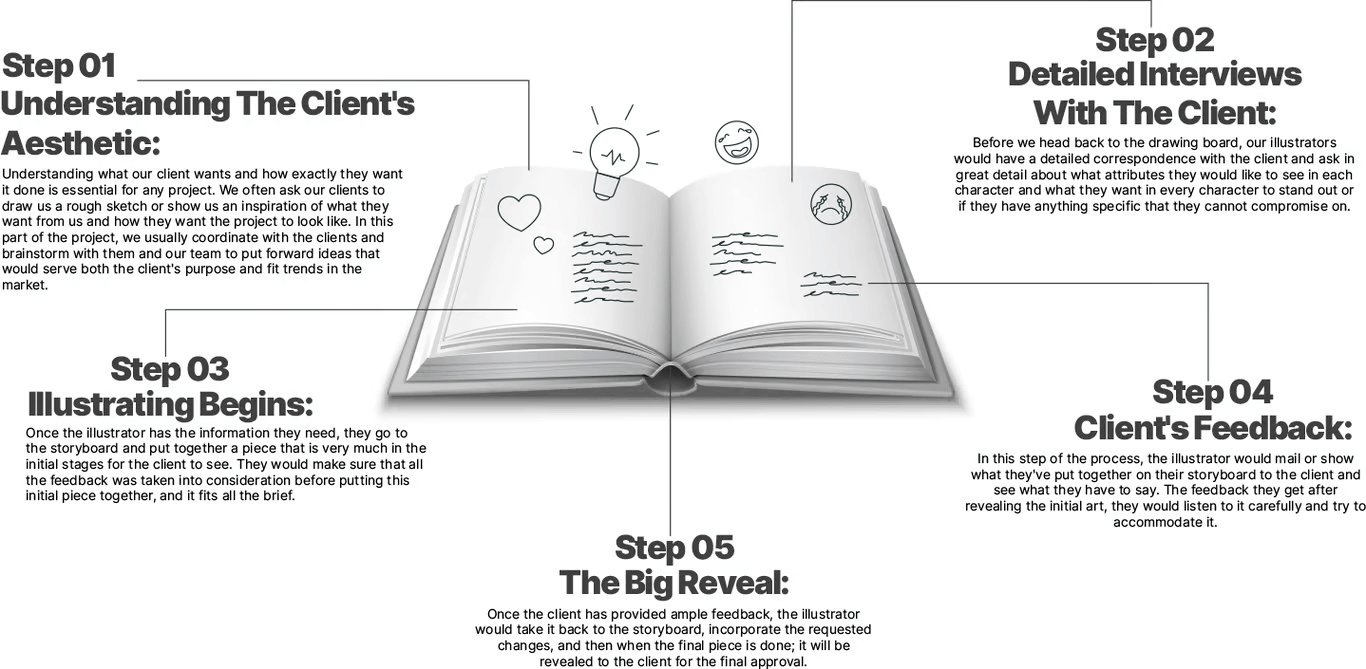 Step 01
Understanding The Client's
Aesthetic:
Understanding what our client wants and how exactly they want
it done is essential for any project. We often ask our clients to
draw us a rough sketch or show us an inspiration of what they
want from us and how they want the project to look like. In this
part of the project, we usually coordinate with the clients and
brainstorm with them and our team to put forward ideas that
would serve both the client's purpose and fit trends in the
market.
Step 02
Detailed Interviews
With The Client:
Before we head back to the drawing board, our illustrators
would have a detailed correspondence with the client and ask in
great detail about what attributes they would like to see in each
character and what they want in every character to stand out or
if they have anything specific that they cannot compromise on.
Step 03
Illustrating Begins:
Once the illustrator has the information they need, they go to
the storyboard and put together a piece that is very much in the
initial stages for the client to see. They would make sure that all
the feedback was taken into consideration before putting this
initial piece together, and it fits all the brief.
Step 04
Client's Feedback:
In this step of the process, the illustrator would mail or show
what they've put together on their storyboard to the client and
see what they have to say. The feedback they get after
revealing the initial art, they would listen to it carefully and try to
accommodate it.
Step 05
The Big Reveal:
Once the client has provided ample feedback, the illustrator
would take it back to the storyboard, incorporate the requested
changes, and then when the final piece is done; it will be
revealed to the client for the final approval.